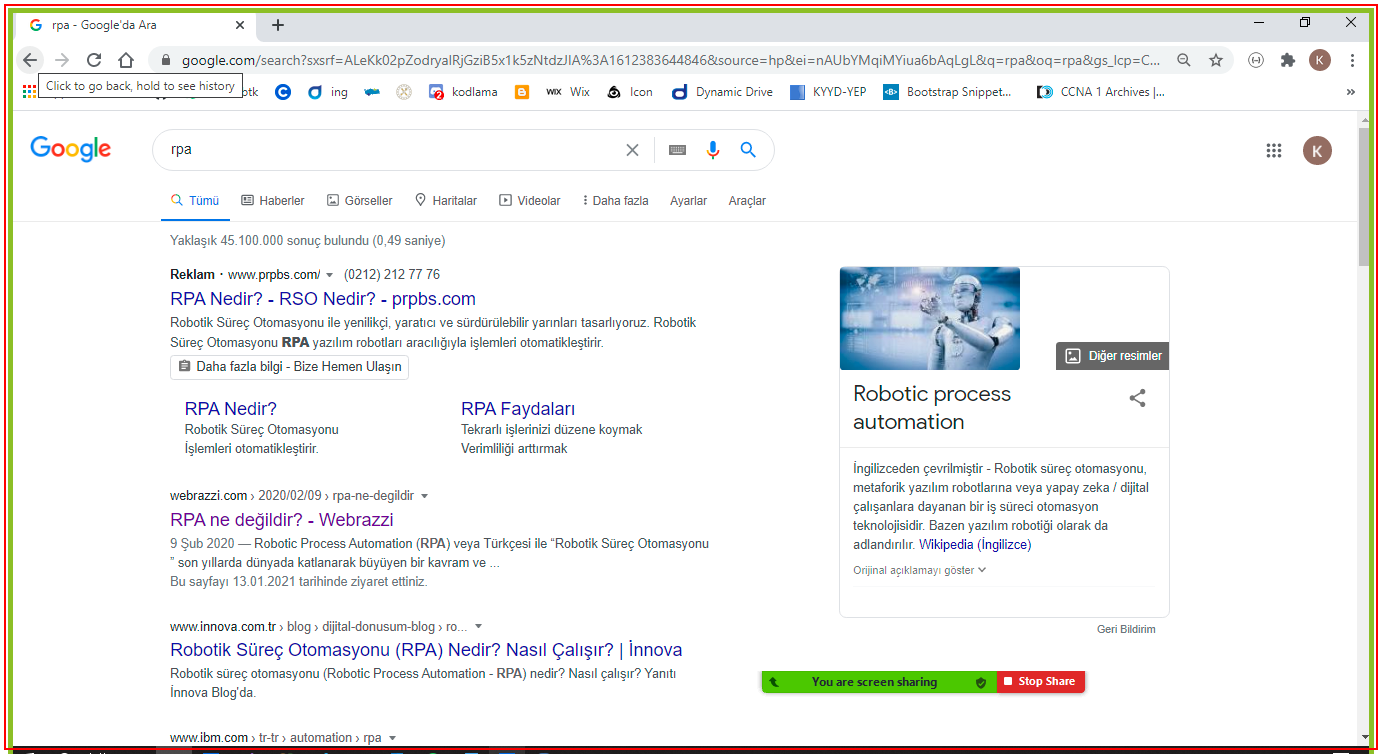 rpa - Google'da Ara
google.com/search?sxsrf=ALeKk02pZodryaIRjGziB5x1k5zNtdzJIA%3A1612383644846&source=hp&ei=nAUbYMqiMYiua6bAqLgL&q=rpa&oq=rpa&gs_lcp=C...
K
Click to go back, hold to see history
otk
ing
kodlama
WIX Wix
Icon
Dynamic Drive
KYYD-YEP
Bootstrap Snippet...
CCNA 1 Archives |...
Google
rpa
K
Tümü
Haberler
Görseller
Haritalar
Videolar
Daha fazla
Ayarlar
Araçlar
Yaklaşık 45.100.000 sonuç bulundu (0,49 saniye)
Reklam · www.prpbs.com/ (0212) 212 77 76
RPA Nedir? - RSO Nedir? - prpbs.com
Robotik Süreç Otomasyonu ile yenilikçi, yaratıcı ve sürdürülebilir yarınları tasarlıyoruz. Robotik
Süreç Otomasyonu RPA yazılım robotları aracılığıyla işlemleri otomatikleştirir.
Daha fazla bilgi - Bize Hemen Ulaşın
RPA Nedir?
Robotik Süreç Otomasyonu
İşlemleri otomatikleştirir.
RPA Faydaları
Tekrarlı işlerinizi düzene koymak
Verimliliği arttırmak
webrazzi.com › 2020/02/09 › rpa-ne-degildir
RPA ne değildir? - Webrazzi
9 Şub 2020 — Robotic Process Automation (RPA) veya Türkçesi ile “Robotik Süreç Otomasyonu
” son yıllarda dünyada katlanarak büyüyen bir kavram ve ...
Bu sayfayı 13.01.2021 tarihinde ziyaret ettiniz.
www.innova.com.tr › blog › dijital-donusum-blog › ro...
Robotik Süreç Otomasyonu (RPA) Nedir? Nasıl Çalışır? | İnnova
Robotik süreç otomasyonu (Robotic Process Automation - RPA) nedir? Nasıl çalışır? Yanıtı
İnnova Blog'da.
www.ibm.com › tr-tr › automation › rpa
Diğer resimler
Robotic process
automation
İngilizceden çevrilmiştir - Robotik süreç otomasyonu,
metaforik yazılım robotlarına veya yapay zeka / dijital
çalışanlara dayanan bir iş süreci otomasyon
teknolojisidir. Bazen yazılım robotiği olarak da
adlandırılır. Wikipedia (İngilizce)
Orijinal açıklamayı göster
Geri Bildirim
You are screen sharing
Stop Share